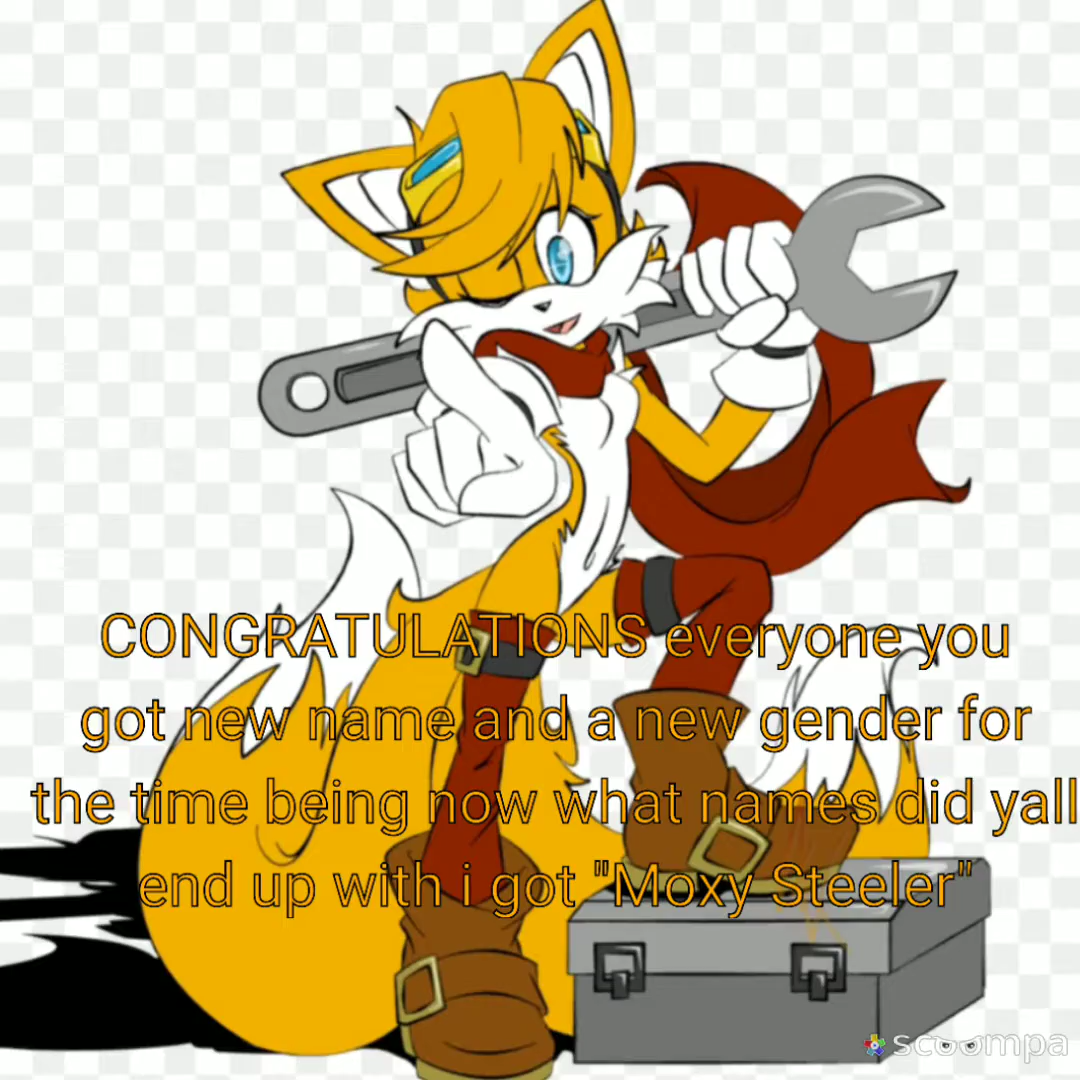 CONGRATULATIONS everyone you
got new name and a new gender for
the time being now what names did yall
end up with i got "Moxy Steeler"
scoompa